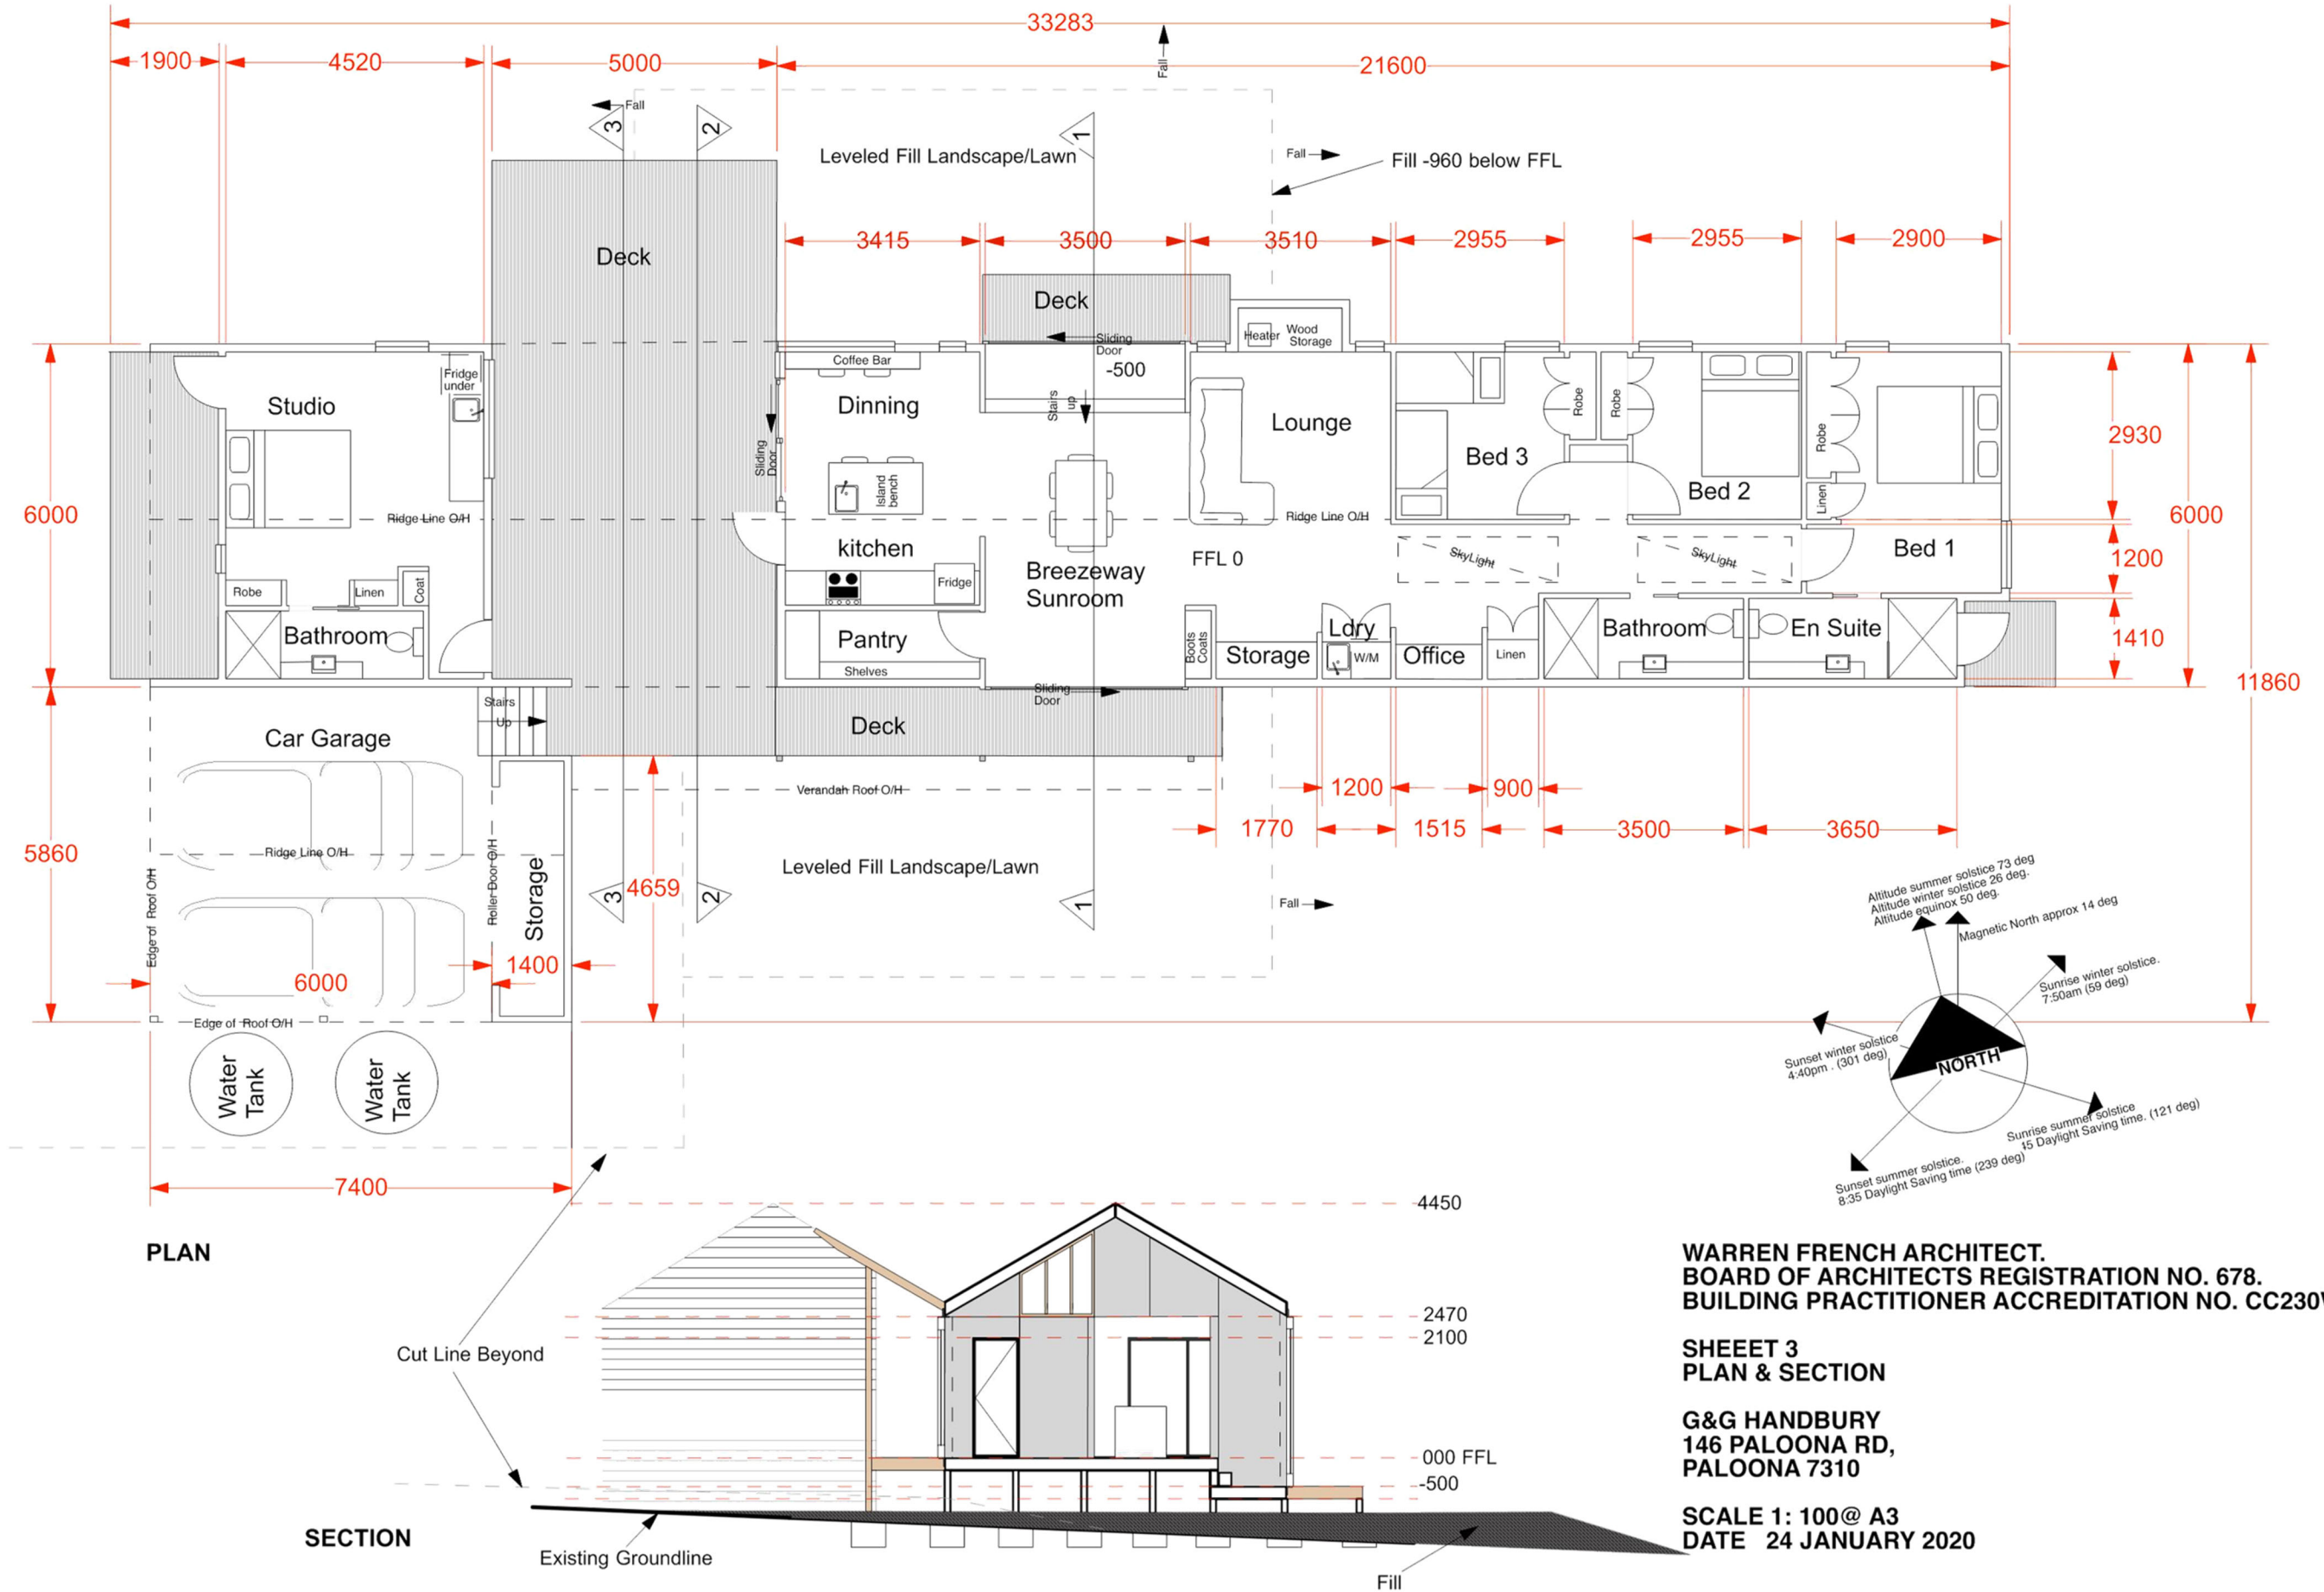 33283
1900
4520
5000
21600
Fall
Fall
3
2
1
Leveled Fill Landscape/Lawn
Fall
Fill -960 below FFL
Deck
3415
3500
3510
2955
2955
2900
Deck
Sliding
Door
-500
Heater
Wood
Storage
Coffee Bar
Fridge
under
Studio
Dinning
Stairs
up
Lounge
Robe
Robe
Robe
2930
Sliding
Door
Island
bench
Bed 3
Bed 2
Linen
6000
6000
Ridge Line O/H
Ridge Line O/H
kitchen
FFL 0
SkyLight
SkyLight
Bed 1
1200
Breezeway
Sunroom
Robe
Linen
Coat
Fridge
Bathroom
Pantry
Shelves
Boots
Coats
Storage
Ldry
W/M
Office
Linen
Bathroom
En Suite
1410
11860
Stairs
Up
Sliding
Door
Deck
Car Garage
Verandah Roof O/H
1200
900
1770
1515
3500
3650
5860
Ridge Line O/H
Edge of Roof O/H
Roller Door O/H
Storage
3
4659
2
1
Leveled Fill Landscape/Lawn
Fall
6000
1400
Edge of Roof O/H
Water
Tank
Water
Tank
7400
Altitude summer solstice 73 deg
Altitude winter solstice 26 deg.
Altitude equinox 50 deg.
Magnetic North approx 14 deg
Sunrise winter solstice.
7:50am (59 deg)
Sunset winter solstice
4:40pm . (301 deg)
NORTH
Sunrise summer solstice
15 Daylight Saving time. (121 deg)
Sunset summer solstice.
8:35 Daylight Saving time (239 deg)
PLAN
4450
2470
2100
000 FFL
-500
Cut Line Beyond
SECTION
Existing Groundline
Fill
WARREN FRENCH ARCHITECT.
BOARD OF ARCHITECTS REGISTRATION NO. 678.
BUILDING PRACTITIONER ACCREDITATION NO. CC230
SHEEET 3
PLAN & SECTION
G&G HANDBURY
146 PALOONA RD,
PALOONA 7310
SCALE 1: 100@ A3
DATE 24 JANUARY 2020